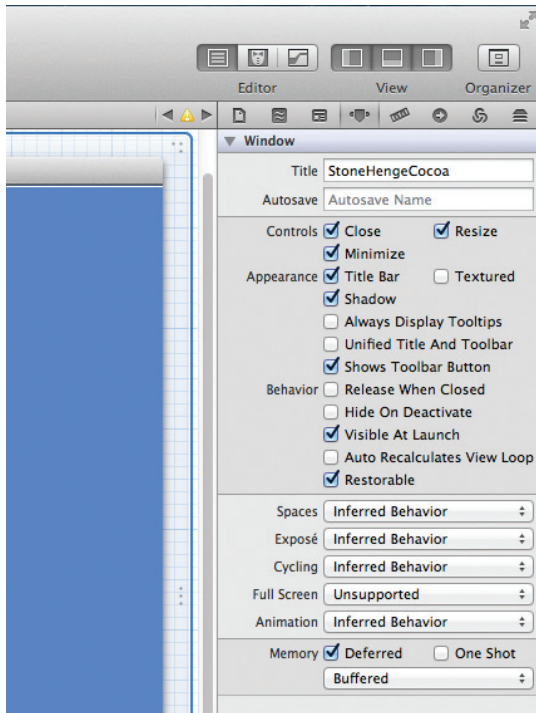 Editor View Organizer
Window
Title StoneHengeCocoa
Autosave Autosave Name
Controls Close Resize
Minimize
Appearance Title Bar Textured
Shadow
Always Display Tooltips
Unified Title And Toolbar
Shows Toolbar Button
Behavior Release When Closed
Hide On Deactivate
Visible At Launch
Auto Recalculates View Loop
Restorable
Spaces Inferred Behavior
Exposé Inferred Behavior
Cycling Inferred Behavior
Full Screen Unsupported
Animation Inferred Behavior
Memory Deferred One Shot
Buffered